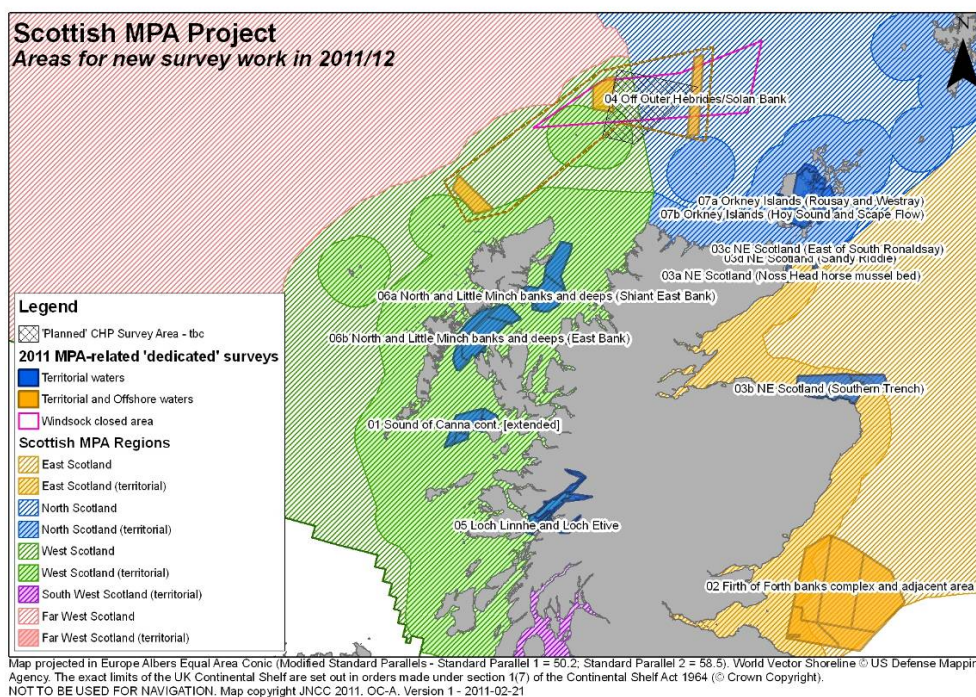 Scottish MPA Project
Areas for new survey work in 2011/12
N
04 Off Outer Hebrides/Solan Bank
07a Orkney Islands (Rousay and Westray)
07b Orkney Islands (Hoy Sound and Scape Flow)
03c NE Scotland (East of South Ronaldsay)
03d NE Scotland (Sandy Riddle)
03a NE Scotland (Noss Head horse mussel bed)
06a North and Little Minch banks and deeps (Shiant East Bank)
06b North and Little Minch banks and deeps (East Bank)
03b NE Scotland (Southern Trench)
01 Sound of Canna cont. [extended]
05 Loch Linnhe and Loch Etive
02 Firth of Forth banks complex and adjacent area
Legend
'Planned' CHP Survey Area - tbc
2011 MPA-related 'dedicated' surveys
Territorial waters
Territorial and Offshore waters
Windsock closed area
Scottish MPA Regions
East Scotland
East Scotland (territorial)
North Scotland
North Scotland (territorial)
West Scotland
West Scotland (territorial)
South West Scotland (territorial)
Far West Scotland
Far West Scotland (territorial)
Map projected in Europe Albers Equal Area Conic (Modified Standard Parallels - Standard Parallel 1 = 50.2; Standard Parallel 2 = 58.5). World Vector Shoreline © US Defense Mappin
Agency. The exact limits of the UK Continental Shelf are set out in orders made under section 1(7) of the Continental Shelf Act 1964 (© Crown Copyright).
NOT TO BE USED FOR NAVIGATION. Map copyright JNCC 2011. OC-A. Version 1 - 2011-02-21